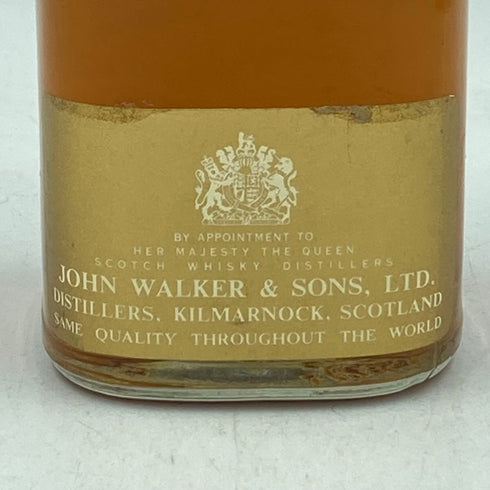 BY APPOINTMENT TO
HER MAJESTY THE QUEEN
SCOTCH WHISKY DISTILLERS
JOHN WALKER & SONS, LTD.
DISTILLERS, KILMARNOCK, SCOTLAND
SAME QUALITY THROUGHOUT THE WORLD